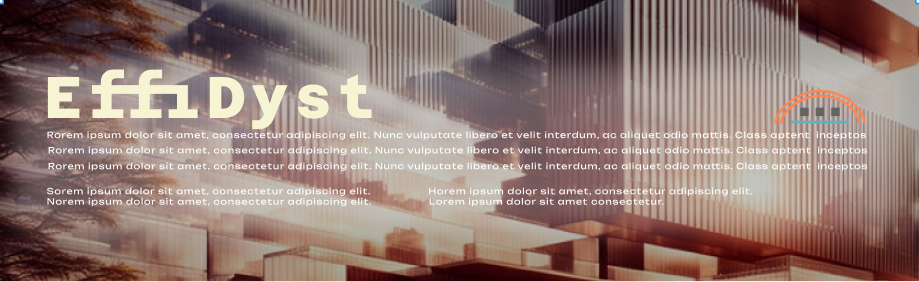 EffiDyst
Rorem ipsum dolor sit amet, consectetur adipiscing elit. Nunc vulputate libero et velit interdum, ac aliquet odio mattis. Class aptent inceptos
Rorem ipsum dolor sit amet, consectetur adipiscing elit. Nunc vulputate libero et velit interdum, ac aliquet odio mattis. Class aptent inceptos
Rorem ipsum dolor sit amet, consectetur adipiscing elit. Nunc vulputate libero et velit interdum, ac aliquet odio mattis. Class aptent inceptos
Sorem ipsum dolor sit amet, consectetur adipiscing elit.
Norem ipsum dolor sit amet, consectetur adipiscing elit.
Horem ipsum dolor sit amet, consectetur adipiscing elit.
Lorem ipsum dolor sit amet consectetur.